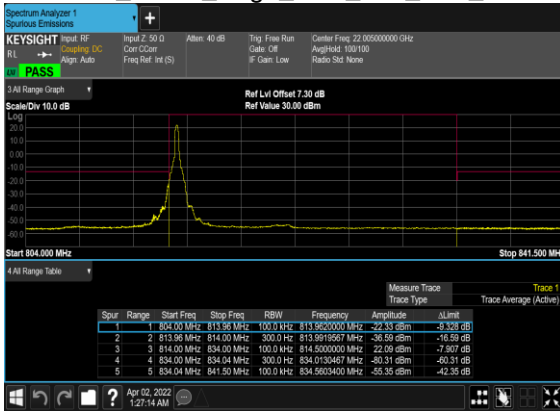 Spectrum Analyzer 1
Spurious Emissions
KEYSIGHT Input: RF Input Z: 50 Ω Atten: 40 dB Trig: Free Run Center Freq: 22.005000000 GHz
RL Coupling: DC Corr CCorr Gate: Off Avg|Hold: 100/100
Align: Auto Freq Ref: Int (S) IF Gain: Low Radio Std: None
PASS
3 All Range Graph Ref Lvl Offset 7.30 dB
Scale/Div 10.0 dB Ref Value 30.00 dBm
Log
20.0
10.0
0.00
-10.0
-20.0
-30.0
-40.0
-50.0
-60.0
Start 804.000 MHz Stop 841.500 MH
4 All Range Table
Measure Trace Trace 1
Trace Type Trace Average (Active)
Spur Range Start Freq Stop Freq RBW Frequency Amplitude ΔLimit
1 1 804.00 MHz 813.96 MHz 100.0 kHz 813.9620000 MHz -22.33 dBm -9.328 dB
2 2 813.96 MHz 814.00 MHz 300.0 Hz 813.9919567 MHz -36.59 dBm -16.59 dB
3 3 814.00 MHz 834.00 MHz 100.0 kHz 814.5000000 MHz 22.09 dBm -7.907 dB
4 4 834.00 MHz 834.04 MHz 300.0 Hz 834.0130467 MHz -80.31 dBm -60.31 dB
5 5 834.04 MHz 841.50 MHz 100.0 kHz 834.5603400 MHz -55.35 dBm -42.35 dB
Apr 02, 2022
1:27:14 AM